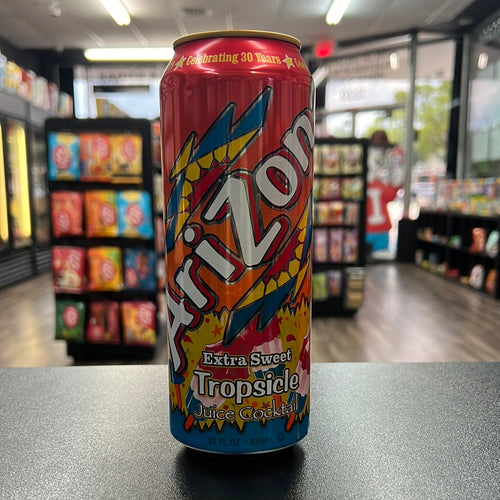 Celebrating 30 Years
AriZona
Extra Sweet
Tropsicle
Juice Cocktail
22 FL OZ - 650mL